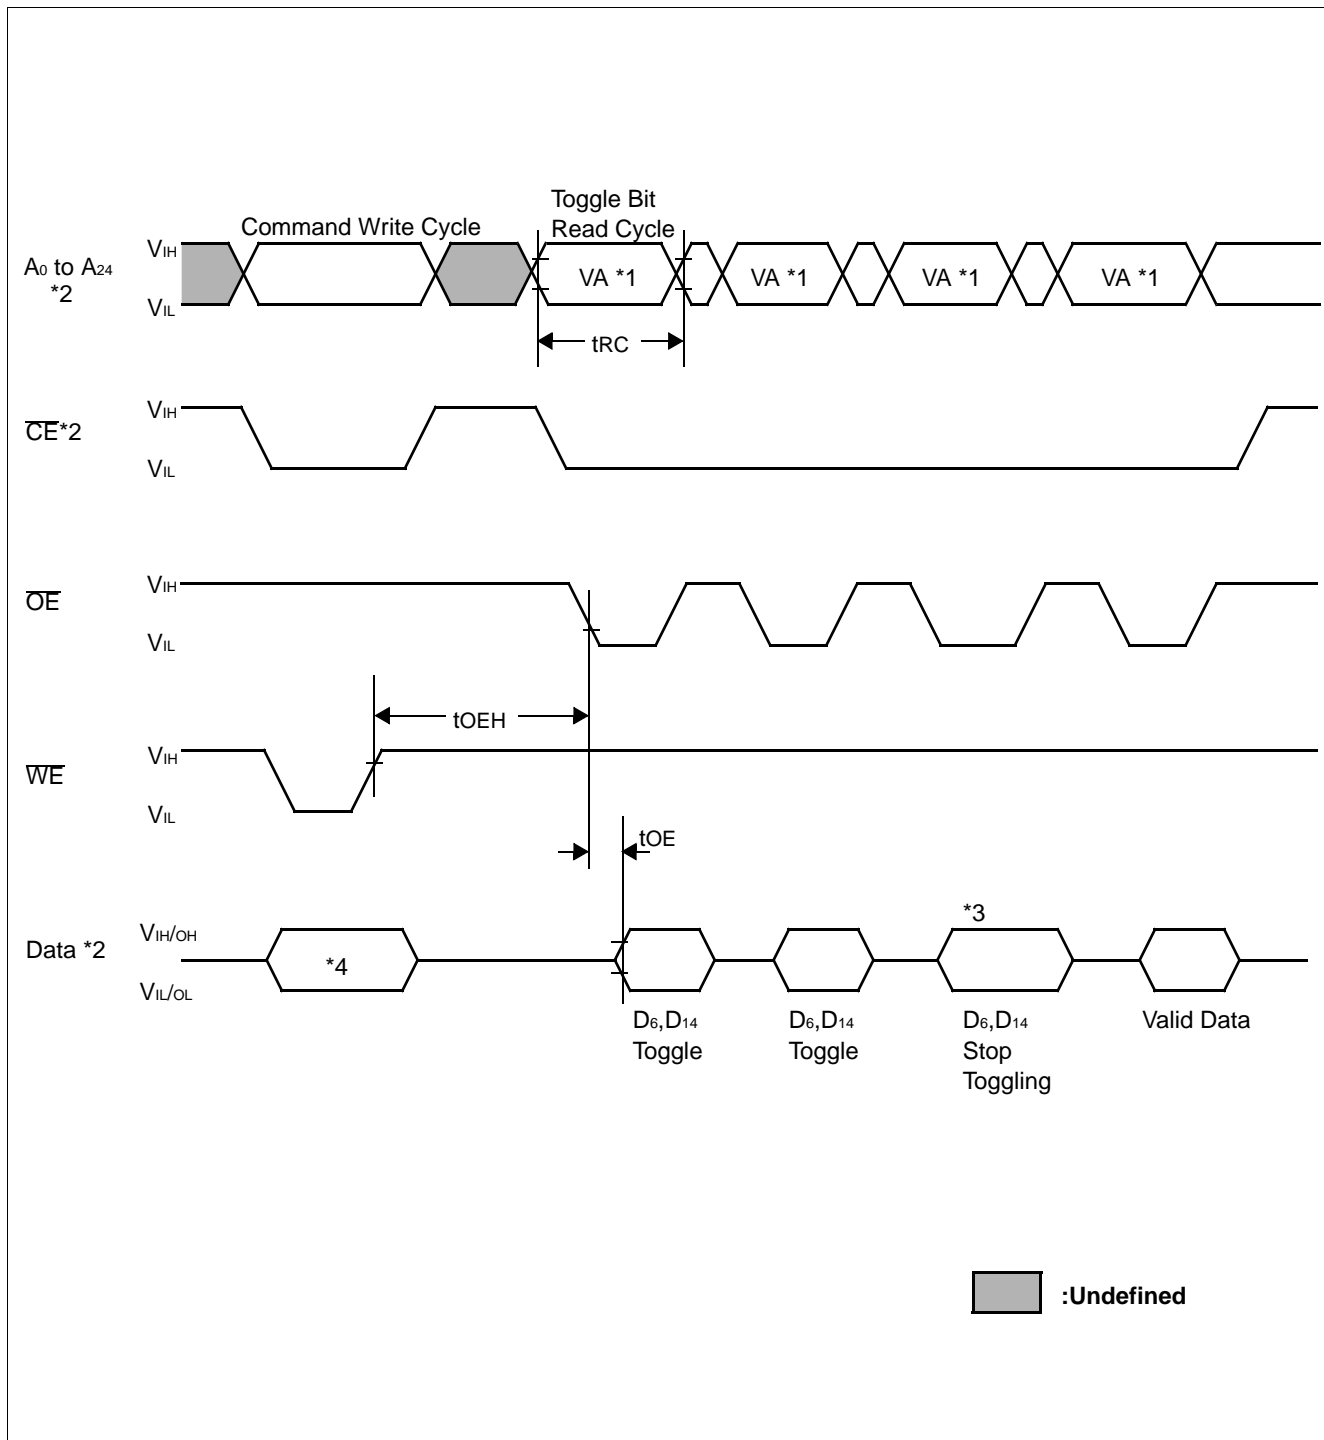 Command Write Cycle
Toggle Bit
Read Cycle
A0 to A24
*2
VIH
VIL
VA *1
VA *1
VA *1
VA *1
tRC
CE*2
VIH
VIL
OE
VIH
VIL
tOEH
WE
VIH
VIL
tOE
Data *2
VIH/OH
VIL/OL
*4
*3
D6,D14
Toggle
D6,D14
Toggle
D6,D14
Stop
Toggling
Valid Data
:Undefined